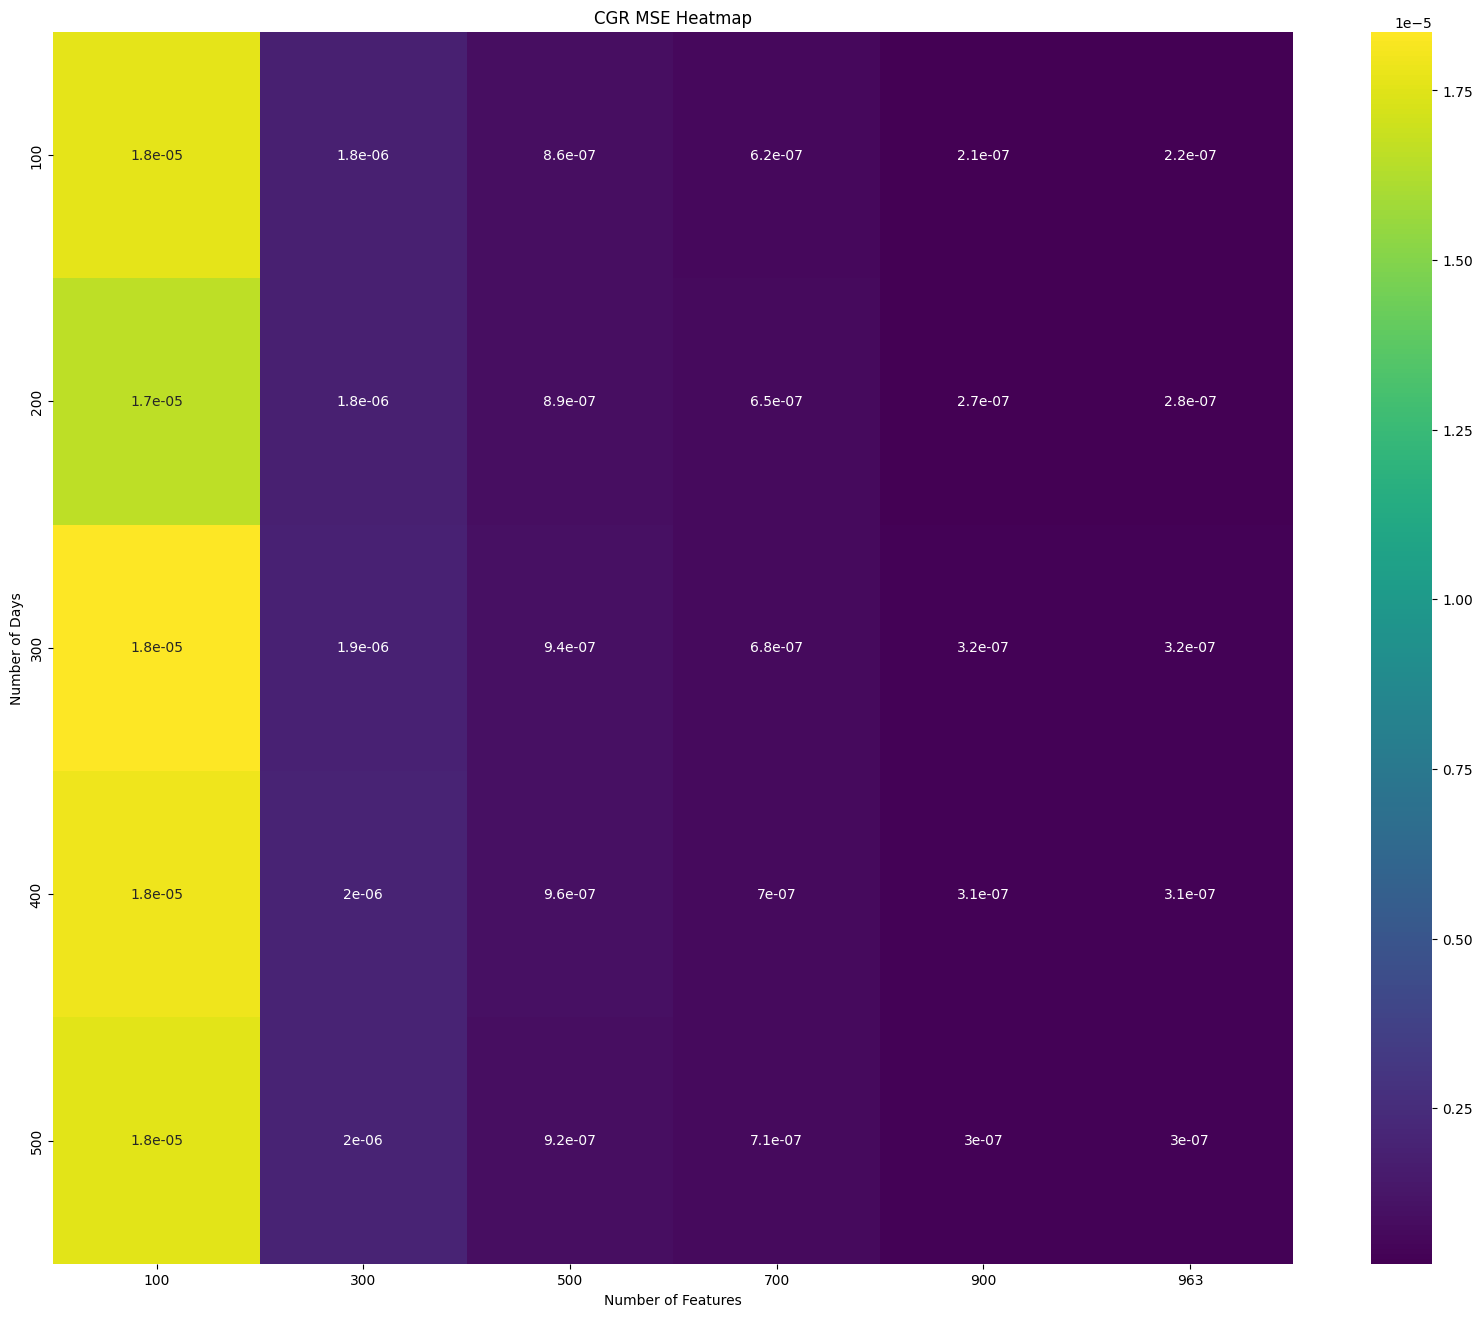 CGR MSE Heatmap
1e−5
100 1.8e-05 1.8e-06 8.6e-07 6.2e-07 2.1e-07 2.2e-07
200 1.7e-05 1.8e-06 8.9e-07 6.5e-07 2.7e-07 2.8e-07
300 1.8e-05 1.9e-06 9.4e-07 6.8e-07 3.2e-07 3.2e-07
400 1.8e-05 2e-06 9.6e-07 7e-07 3.1e-07 3.1e-07
500 1.8e-05 2e-06 9.2e-07 7.1e-07 3e-07 3e-07
Number of Days
100 300 500 700 900 963
Number of Features
1.75
1.50
1.25
1.00
0.75
0.50
0.25